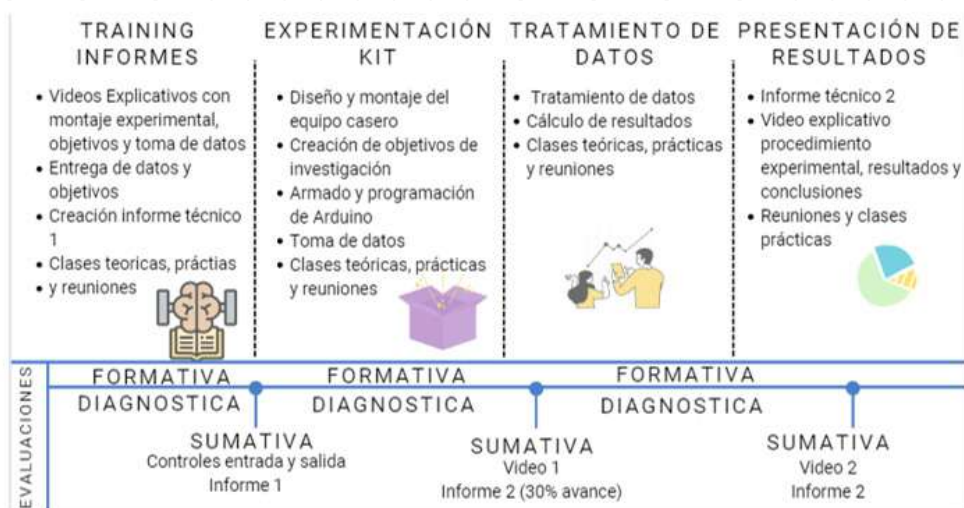 TRAINING
INFORMES
• Videos Explicativos con
montaje experimental,
objetivos y toma de datos
• Entrega de datos y
objetivos
• Creación informe técnico
1
• Clases teoricas, práctias
• y reuniones
EXPERIMENTACIÓN
KIT
• Diseño y montaje del
equipo casero
• Creación de objetivos de
investigación
• Armado y programación
de Arduino
• Toma de datos
• Clases teóricas, prácticas
y reuniones
TRATAMIENTO DE
DATOS
• Tratamiento de datos
• Cálculo de resultados
• Clases teóricas, prácticas
y reuniones
PRESENTACIÓN DE
RESULTADOS
• Informe técnico 2
• Video explicativo
procedimiento
experimental, resultados y
conclusiones
• Reuniones y clases
prácticas
EVALUACIONES
FORMATIVA
DIAGNOSTICA
SUMATIVA
Controles entrada y salida
Informe 1
FORMATIVA
DIAGNOSTICA
SUMATIVA
Video 1
Informe 2 (30% avance)
FORMATIVA
DIAGNOSTICA
SUMATIVA
Video 2
Informe 2